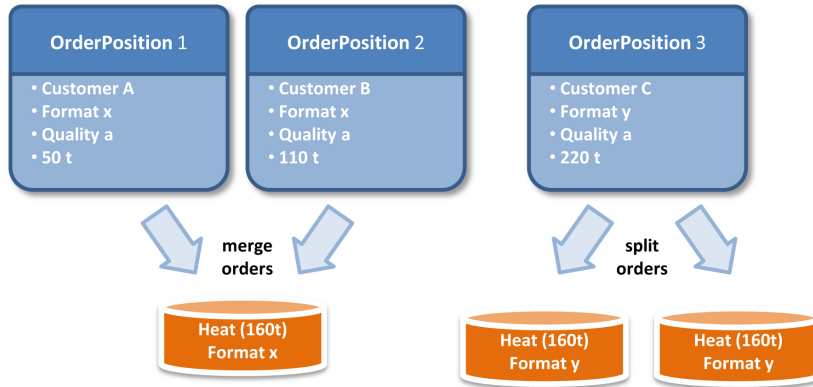 OrderPosition 1
• Customer A
• Format x
• Quality a
• 50 t
OrderPosition 2
• Customer B
• Format x
• Quality a
• 110 t
OrderPosition 3
• Customer C
• Format y
• Quality a
• 220 t
merge
orders
split
orders
Heat (160t)
Format x
Heat (160t)
Format y
Heat (160t)
Format y